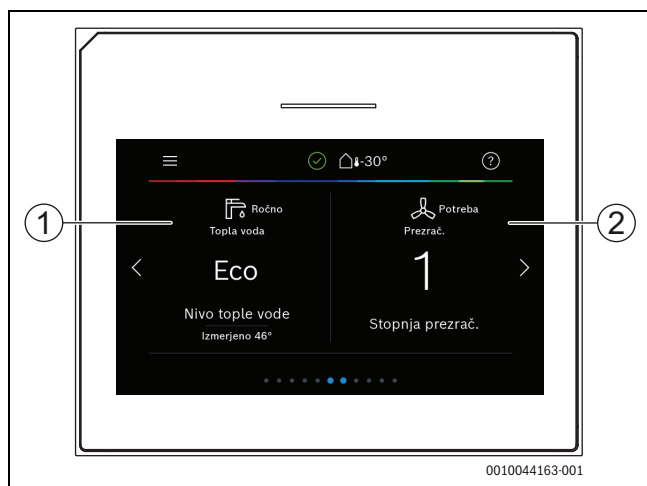 -30° ?
Ročno Potreba
Topla voda Prezrač.
1 2
Eco 1
Nivo tople vode
Stopnja prezrač.
Izmerjeno 46°
0010044163-001